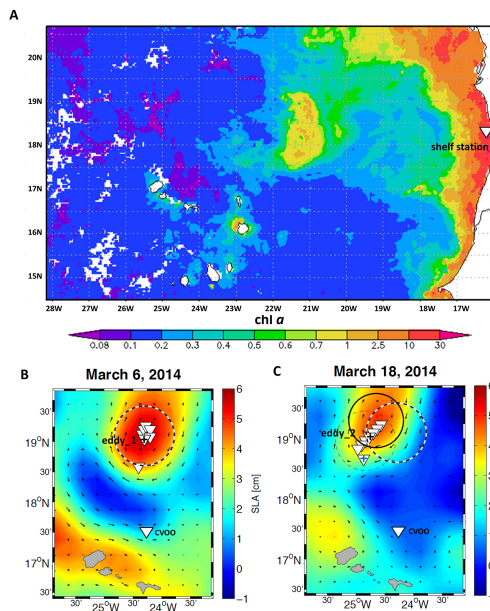 A
20N
19N
18N
17N
16N
15N
shelf station
28W 27W 26W 25W 24W 23W 22W 21W 20W 19W 18W 17W
chl a
0.08 0.1 0.2 0.3 0.4 0.5 0.6 0.7 1 2.5 10 30
B
March 6, 2014
C
March 18, 2014
30'
19°N
30'
18°N
30'
17°N
30'
eddy_1
CVOO
25°W 24°W
6
5
4
3
2
1
0
−1
SLA [cm]
30'
19°N
30'
18°N
30'
17°N
30'
eddy_2
CVOO
25°W 24°W